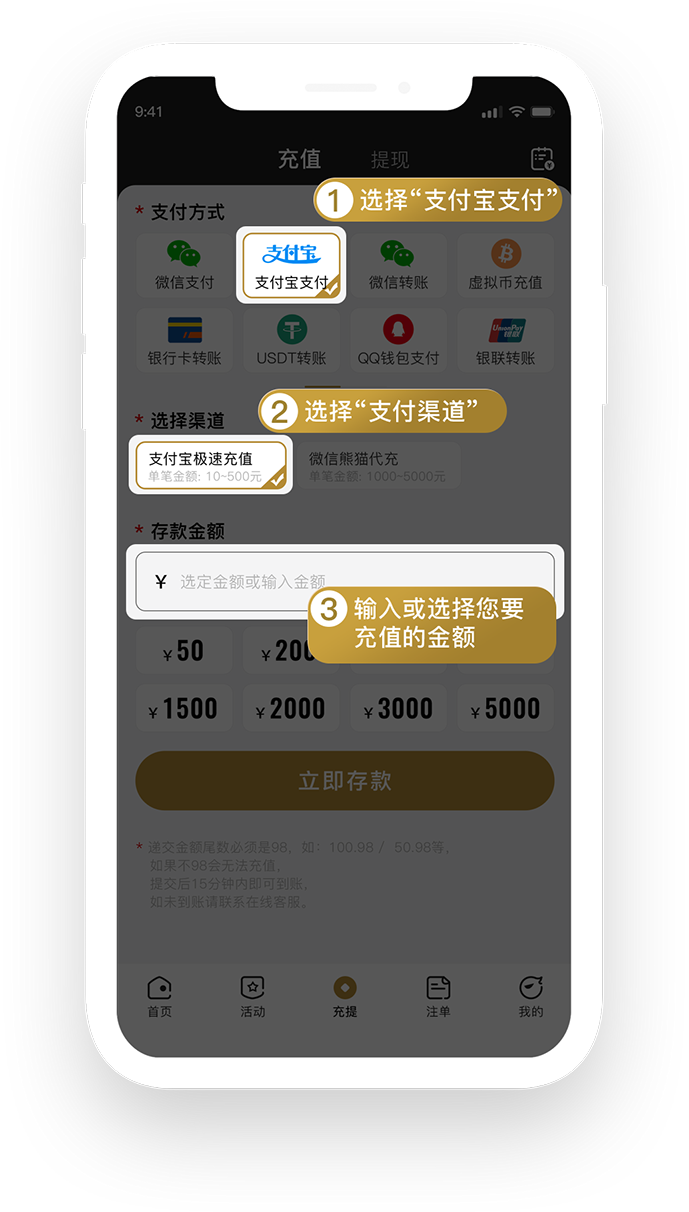 9:41
充值
提现
1 选择“支付宝支付”
* 支付方式
支付宝
微信支付
支付宝支付
微信转账
虚拟币充值
UnionPay
银联
银行卡转账
USDT转账
QQ钱包支付
银联转账
2 选择“支付渠道”
* 选择渠道
支付宝极速充值
单笔金额: 10~500元
微信熊猫代充
单笔金额: 1000~5000元
* 存款金额
¥ 选定金额或输入金额
3 输入或选择您要
充值的金额
¥50
¥200
¥1500
¥2000
¥3000
¥5000
立即存款
* 递交金额尾数必须是98，如：100.98 / 50.98等，
如果不98会无法充值，
提交后15分钟内即可到账，
如未到账请联系在线客服。
首页
活动
充提
注单
我的